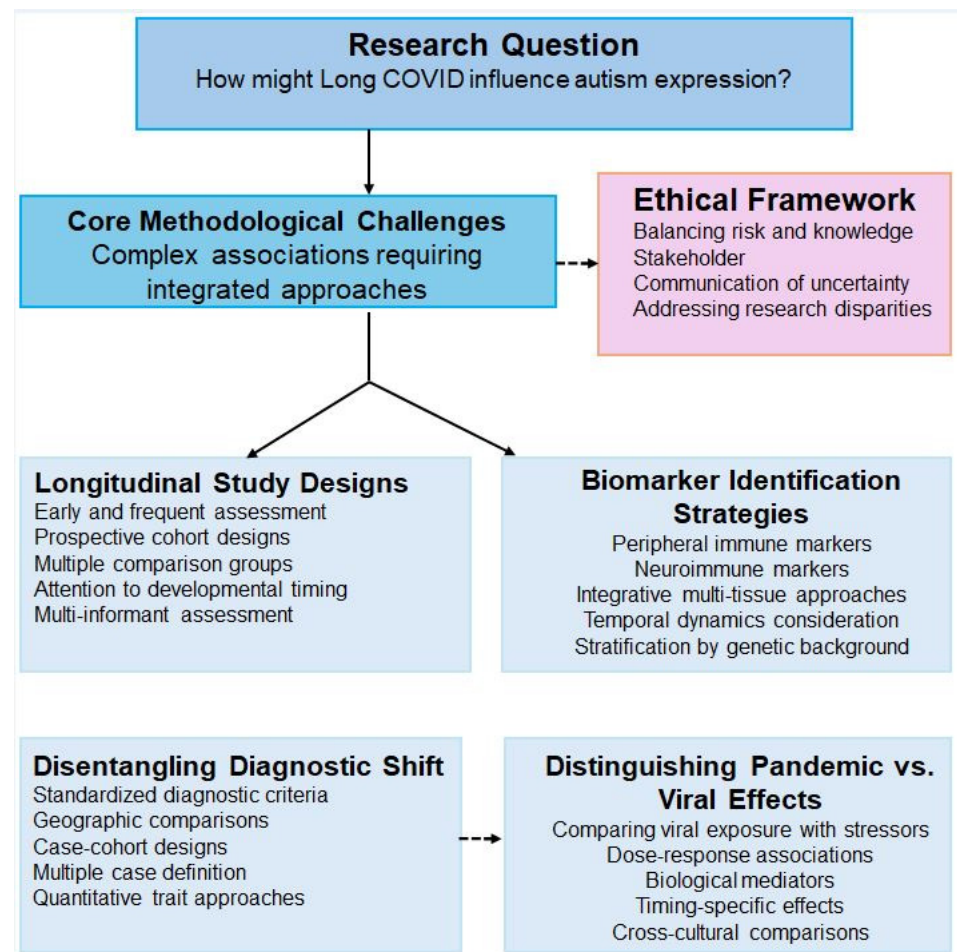 Research Question
How might Long COVID influence autism expression?
Core Methodological Challenges
Complex associations requiring
integrated approaches
Ethical Framework
Balancing risk and knowledge
Stakeholder
Communication of uncertainty
Addressing research disparities
Longitudinal Study Designs
Early and frequent assessment
Prospective cohort designs
Multiple comparison groups
Attention to developmental timing
Multi-informant assessment
Biomarker Identification
Strategies
Peripheral immune markers
Neuroimmune markers
Integrative multi-tissue approaches
Temporal dynamics consideration
Stratification by genetic background
Disentangling Diagnostic Shift
Standardized diagnostic criteria
Geographic comparisons
Case-cohort designs
Multiple case definition
Quantitative trait approaches
Distinguishing Pandemic vs.
Viral Effects
Comparing viral exposure with stressors
Dose-response associations
Biological mediators
Timing-specific effects
Cross-cultural comparisons